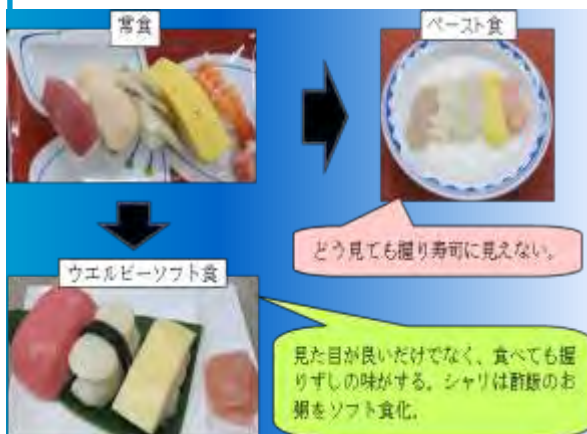 常食
ペースト食
どう見ても握り寿司に見えない。
ウエルビーソフト食
見た目が良いだけでなく、食べても握
りずしの味がする。シャリは酢飯のお
粥をソフト食化。